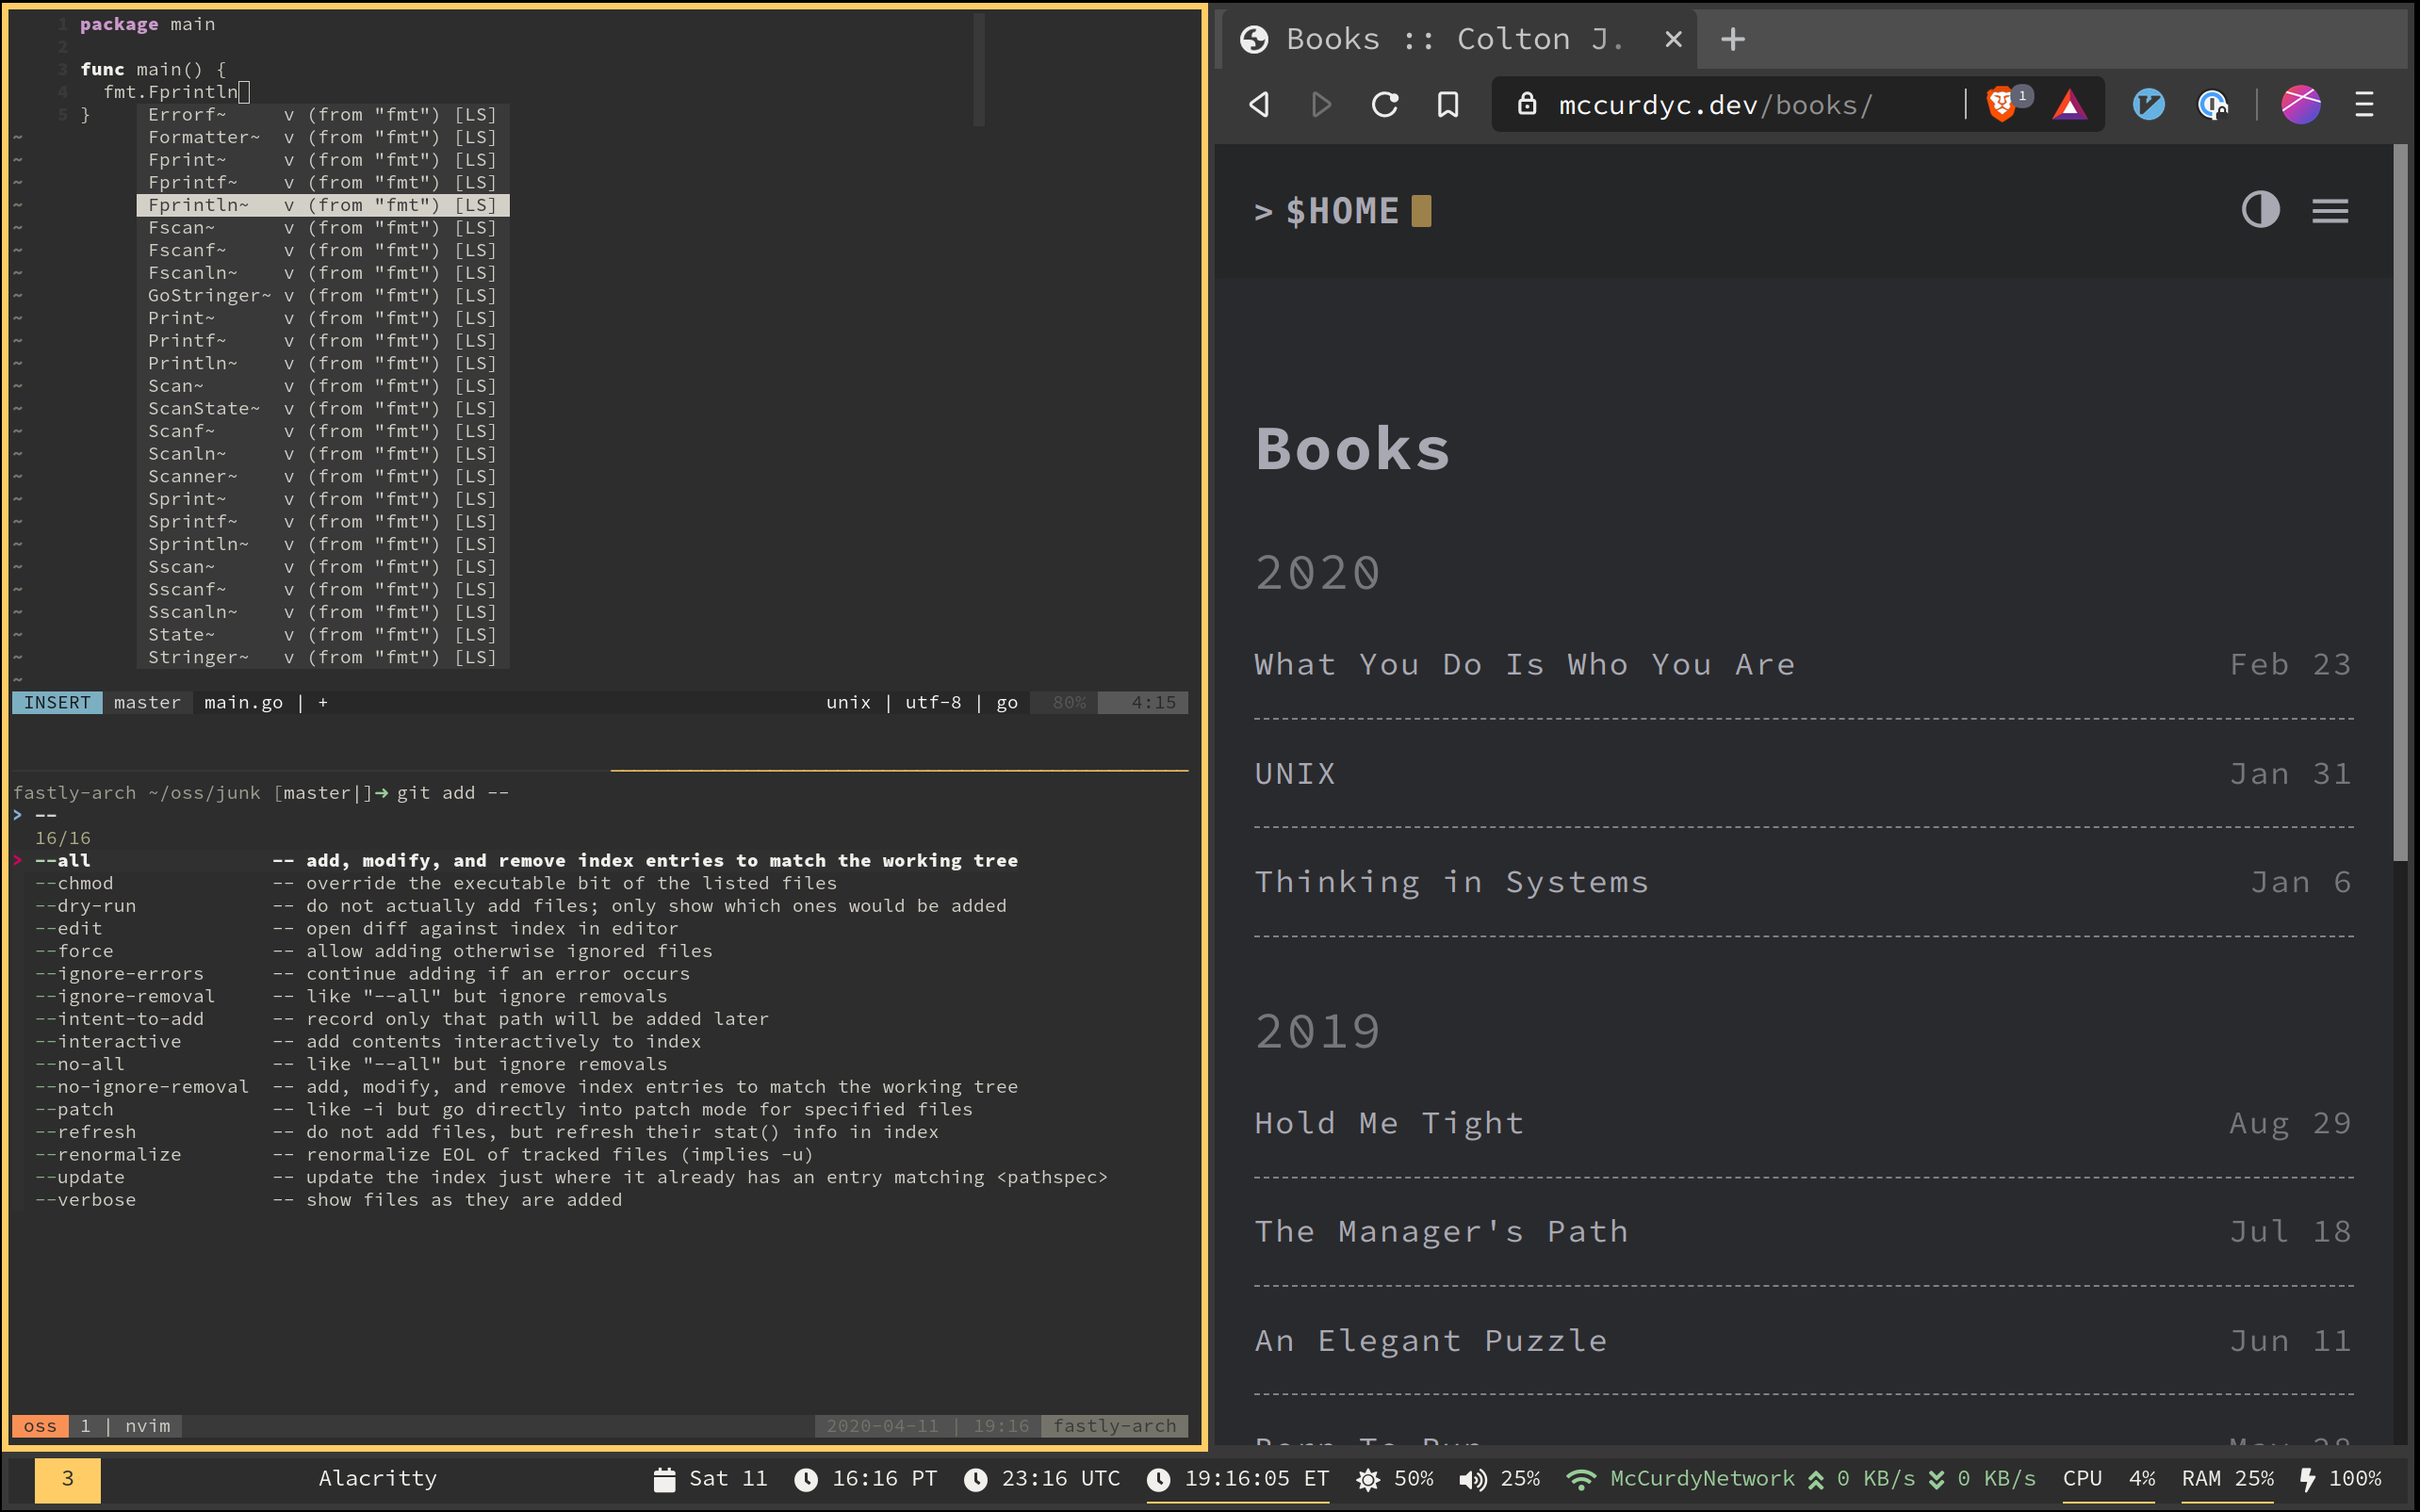 1 package main
2
3 func main() {
4 fmt.Fprintln
5 }
Errorf~ v (from "fmt") [LS]
~ Formatter~ v (from "fmt") [LS]
~ Fprint~ v (from "fmt") [LS]
~ Fprintf~ v (from "fmt") [LS]
~ Fprintln~ v (from "fmt") [LS]
~ Fscan~ v (from "fmt") [LS]
~ Fscanf~ v (from "fmt") [LS]
~ Fscanln~ v (from "fmt") [LS]
~ GoStringer~ v (from "fmt") [LS]
~ Print~ v (from "fmt") [LS]
~ Printf~ v (from "fmt") [LS]
~ Println~ v (from "fmt") [LS]
~ Scan~ v (from "fmt") [LS]
~ ScanState~ v (from "fmt") [LS]
~ Scanf~ v (from "fmt") [LS]
~ Scanln~ v (from "fmt") [LS]
~ Scanner~ v (from "fmt") [LS]
~ Sprint~ v (from "fmt") [LS]
~ Sprintf~ v (from "fmt") [LS]
~ Sprintln~ v (from "fmt") [LS]
~ Sscan~ v (from "fmt") [LS]
~ Sscanf~ v (from "fmt") [LS]
~ Sscanln~ v (from "fmt") [LS]
~ State~ v (from "fmt") [LS]
~ Stringer~ v (from "fmt") [LS]
~
INSERT master main.go | + unix | utf-8 | go 80% 4:15
fastly-arch ~/oss/junk [master|]➜ git add --
> --
16/16
> --all -- add, modify, and remove index entries to match the working tree
--chmod -- override the executable bit of the listed files
--dry-run -- do not actually add files; only show which ones would be added
--edit -- open diff against index in editor
--force -- allow adding otherwise ignored files
--ignore-errors -- continue adding if an error occurs
--ignore-removal -- like "--all" but ignore removals
--intent-to-add -- record only that path will be added later
--interactive -- add contents interactively to index
--no-all -- like "--all" but ignore removals
--no-ignore-removal -- add, modify, and remove index entries to match the working tree
--patch -- like -i but go directly into patch mode for specified files
--refresh -- do not add files, but refresh their stat() info in index
--renormalize -- renormalize EOL of tracked files (implies -u)
--update -- update the index just where it already has an entry matching <pathspec>
--verbose -- show files as they are added
oss 1 | nvim 2020-04-11 | 19:16 fastly-arch
Books :: Colton J.
mccurdyc.dev/books/ 1
> $HOME
Books
2020
What You Do Is Who You Are Feb 23
UNIX Jan 31
Thinking in Systems Jan 6
2019
Hold Me Tight Aug 29
The Manager's Path Jul 18
An Elegant Puzzle Jun 11
3 Alacritty Sat 11 16:16 PT 23:16 UTC 19:16:05 ET 50% 25% McCurdyNetwork 0 KB/s 0 KB/s CPU 4% RAM 25% 100%